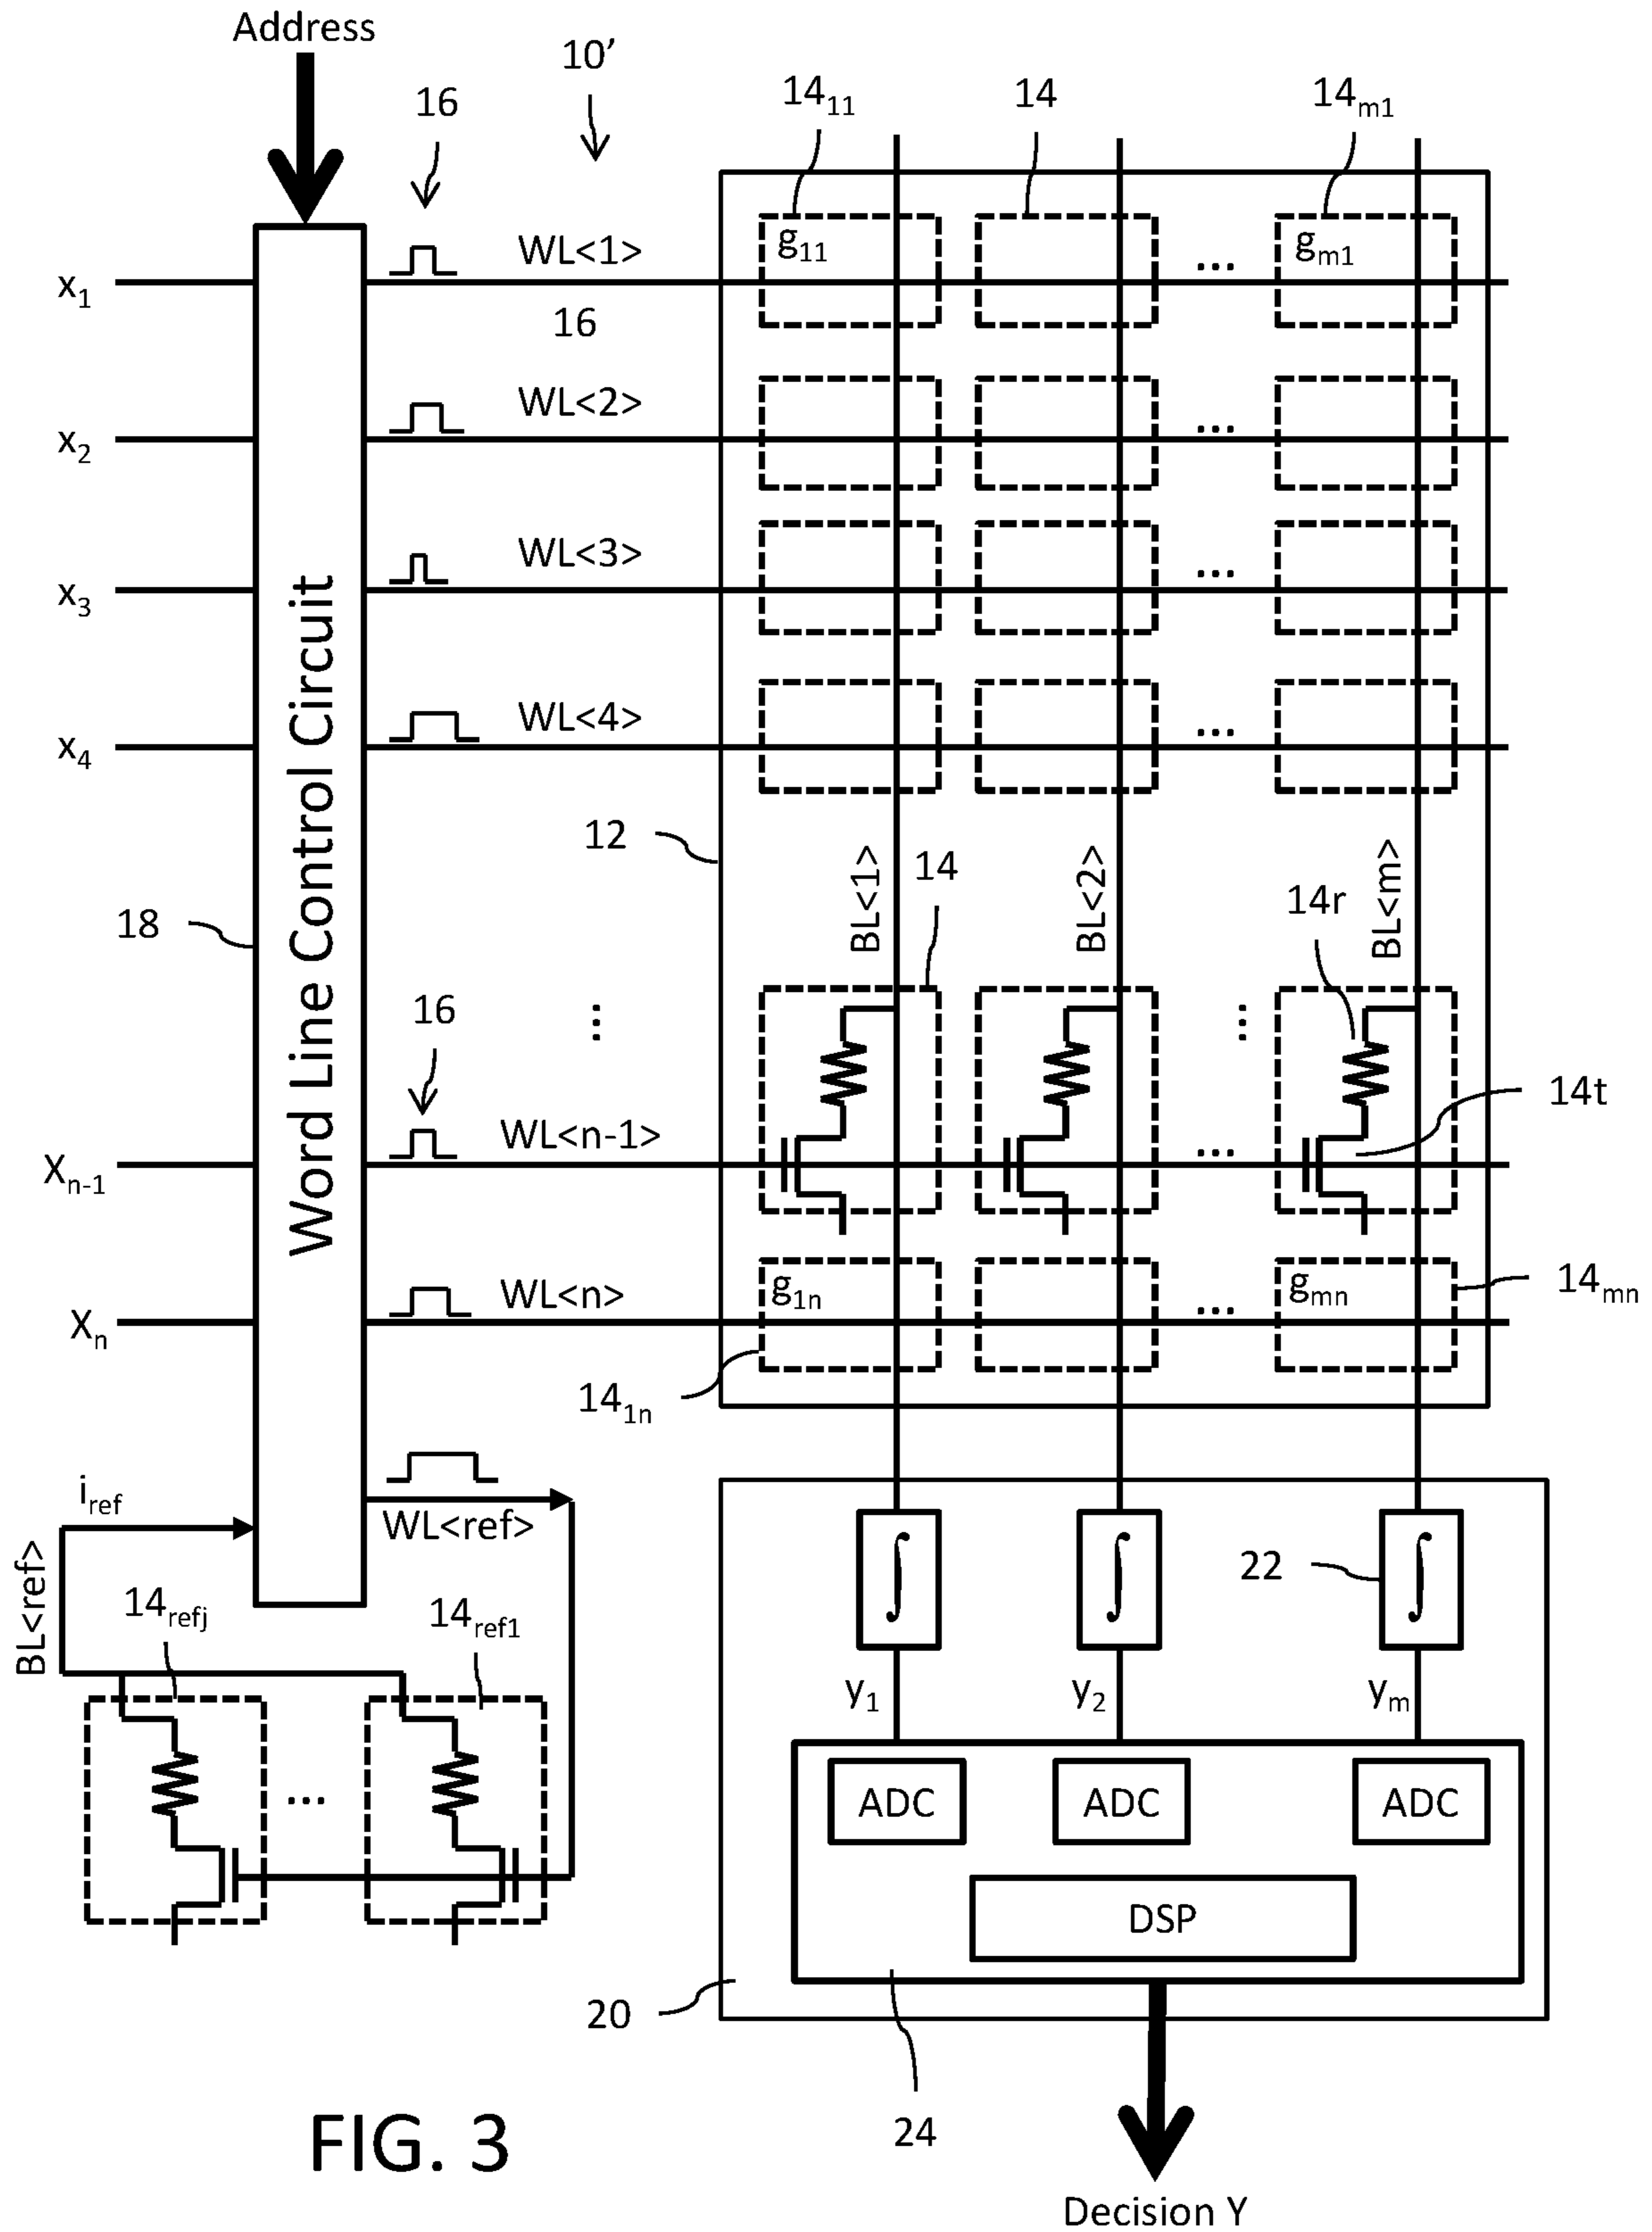 Address
16
10’
14₁₁
14
14ₘ₁
x₁
WL<1>
g₁₁
...
gₘ₁
16
x₂
WL<2>
...
x₃
WL<3>
...
x₄
WL<4>
...
Word Line Control Circuit
12
18
BL<1>
14
BL<2>
14r
BL<m>
16
...
...
14t
Xₙ₋₁
WL<n-1>
...
Xₙ
WL<n>
g₁ₙ
...
gₘₙ
14ₘₙ
14₁ₙ
i_ref
WL<ref>
BL<ref>
14_refj
14_ref1
...
∫
∫
∫
22
y₁
y₂
yₘ
ADC
ADC
ADC
DSP
20
24
FIG. 3
Decision Y